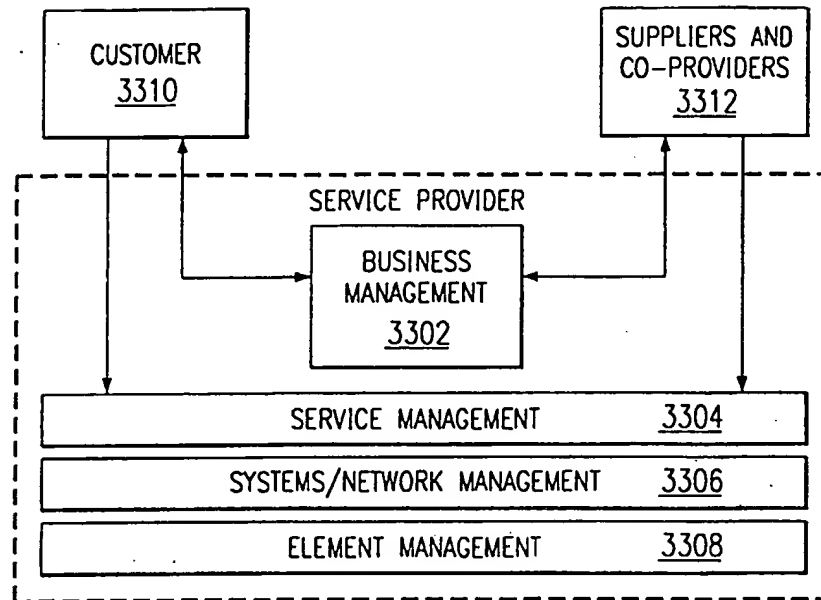 CUSTOMER
3310
SUPPLIERS AND
CO-PROVIDERS
3312
SERVICE PROVIDER
BUSINESS
MANAGEMENT
3302
SERVICE MANAGEMENT 3304
SYSTEMS/NETWORK MANAGEMENT 3306
ELEMENT MANAGEMENT 3308